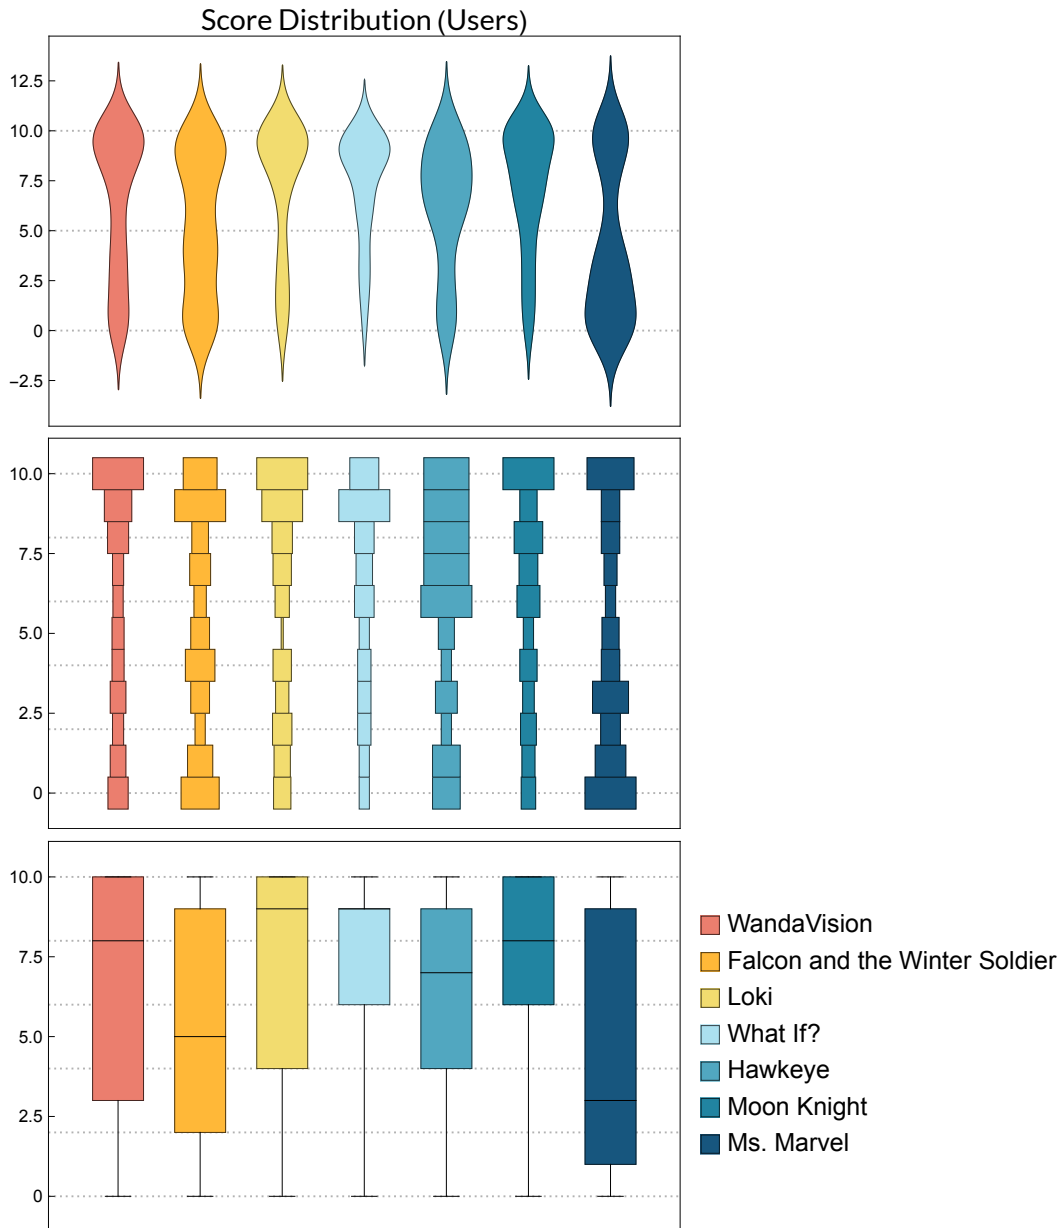 Score Distribution (Users)
12.5
10.0
7.5
5.0
2.5
0
−2.5
10.0
7.5
5.0
2.5
0
10.0
7.5
5.0
2.5
0
WandaVision
Falcon and the Winter Soldier
Loki
What If?
Hawkeye
Moon Knight
Ms. Marvel